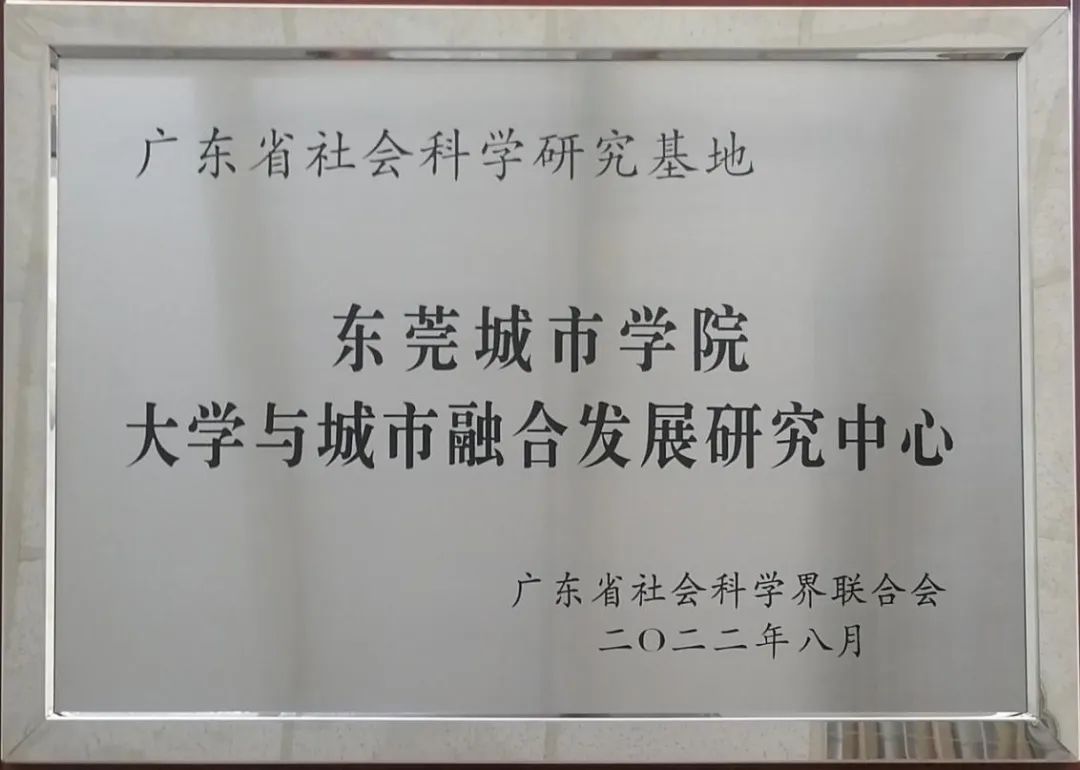 广东省社会科学研究基地
东莞城市学院
大学与城市融合发展研究中心
广东省社会科学界联合会
二〇二二年八月